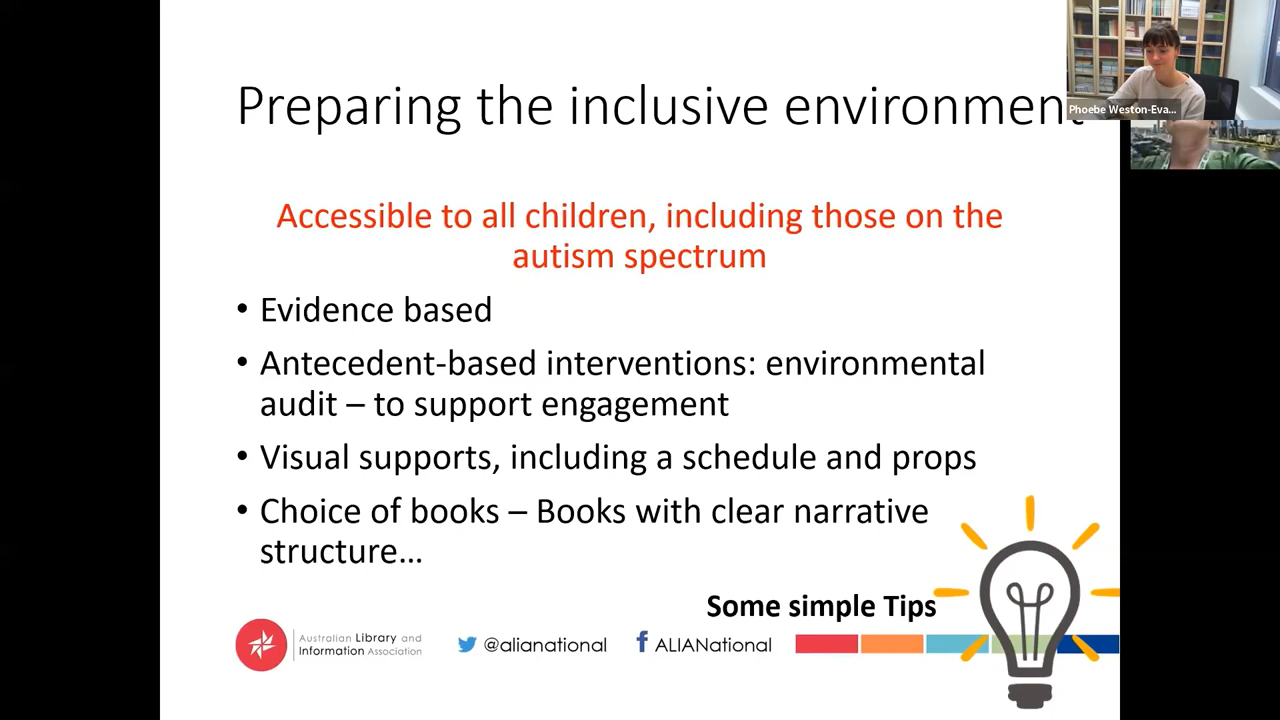 Preparing the inclusive environment
Phoebe Weston-Eva...
Accessible to all children, including those on the
autism spectrum
• Evidence based
• Antecedent-based interventions: environmental
audit – to support engagement
• Visual supports, including a schedule and props
• Choice of books – Books with clear narrative
structure…
Some simple Tips
Australian Library and
Information Association
@alianational
ALIANational